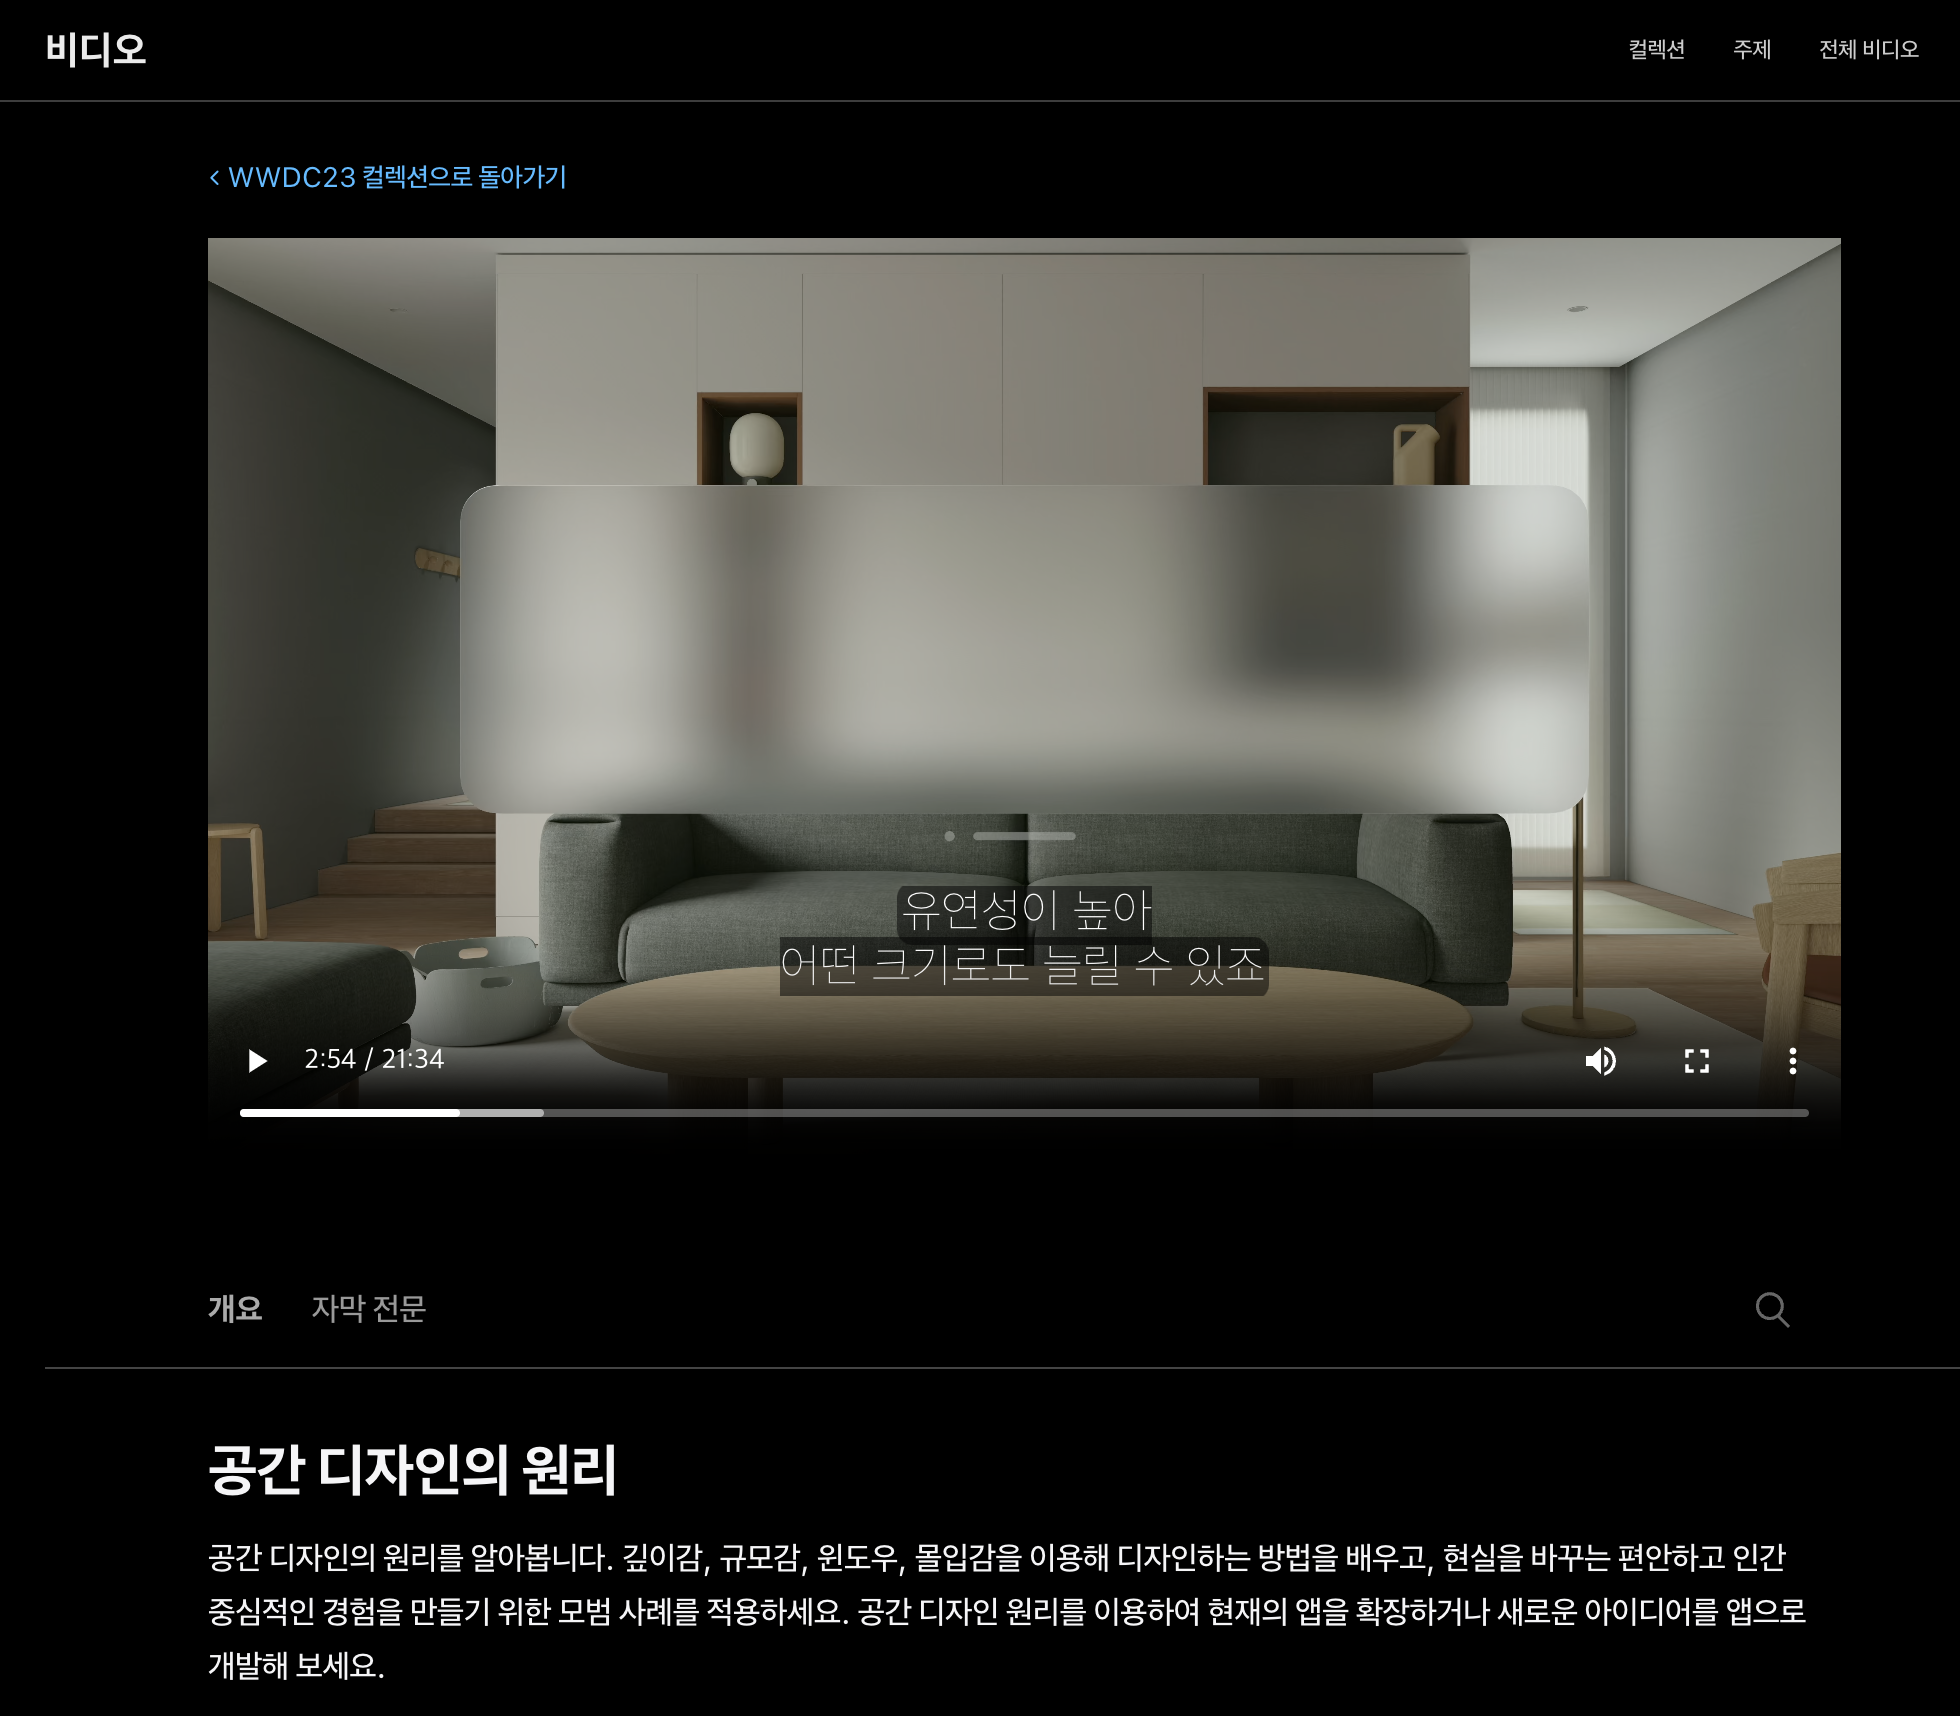 비디오
컬렉션 주제 전체 비디오
WWDC23 컬렉션으로 돌아가기
유연성이 높아
어떤 크기로도 늘릴 수 있죠
2:54 / 21:34
개요 자막 전문
공간 디자인의 원리
공간 디자인의 원리를 알아봅니다. 깊이감, 규모감, 윈도우, 몰입감을 이용해 디자인하는 방법을 배우고, 현실을 바꾸는 편안하고 인간
중심적인 경험을 만들기 위한 모범 사례를 적용하세요. 공간 디자인 원리를 이용하여 현재의 앱을 확장하거나 새로운 아이디어를 앱으로
개발해 보세요.